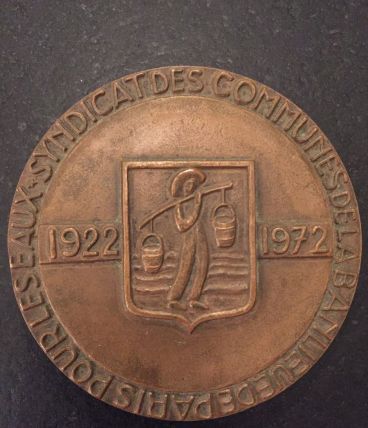 SYNDICAT DES COMMUNES DE LA BANLIEUE DE PARIS POUR LES EAUX
1922 1972